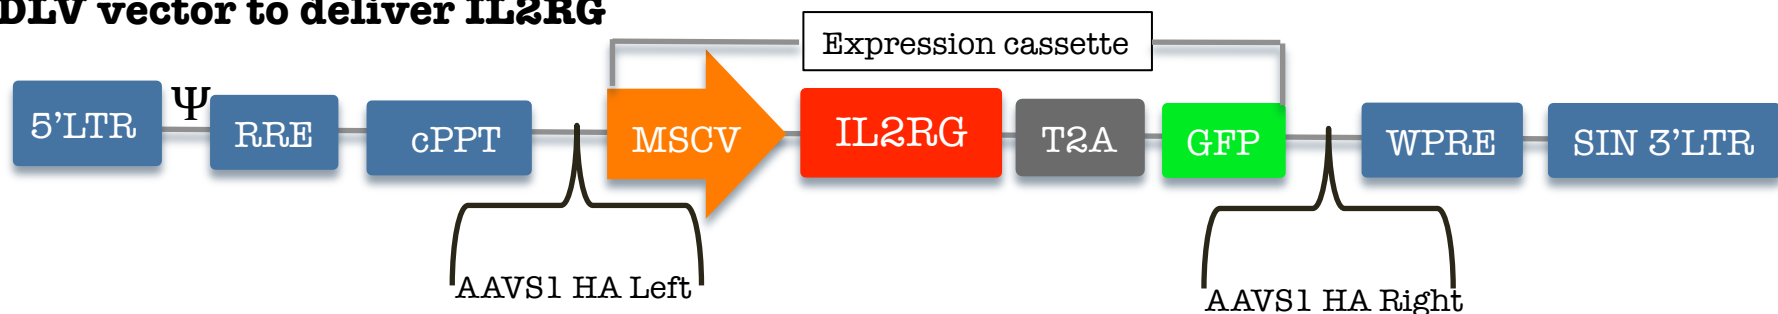 DLV vector to deliver IL2RG
Expression cassette
5'LTR Ψ RRE cPPT MSCV IL2RG T2A GFP WPRE SIN 3'LTR
AAVS1 HA Left AAVS1 HA Right